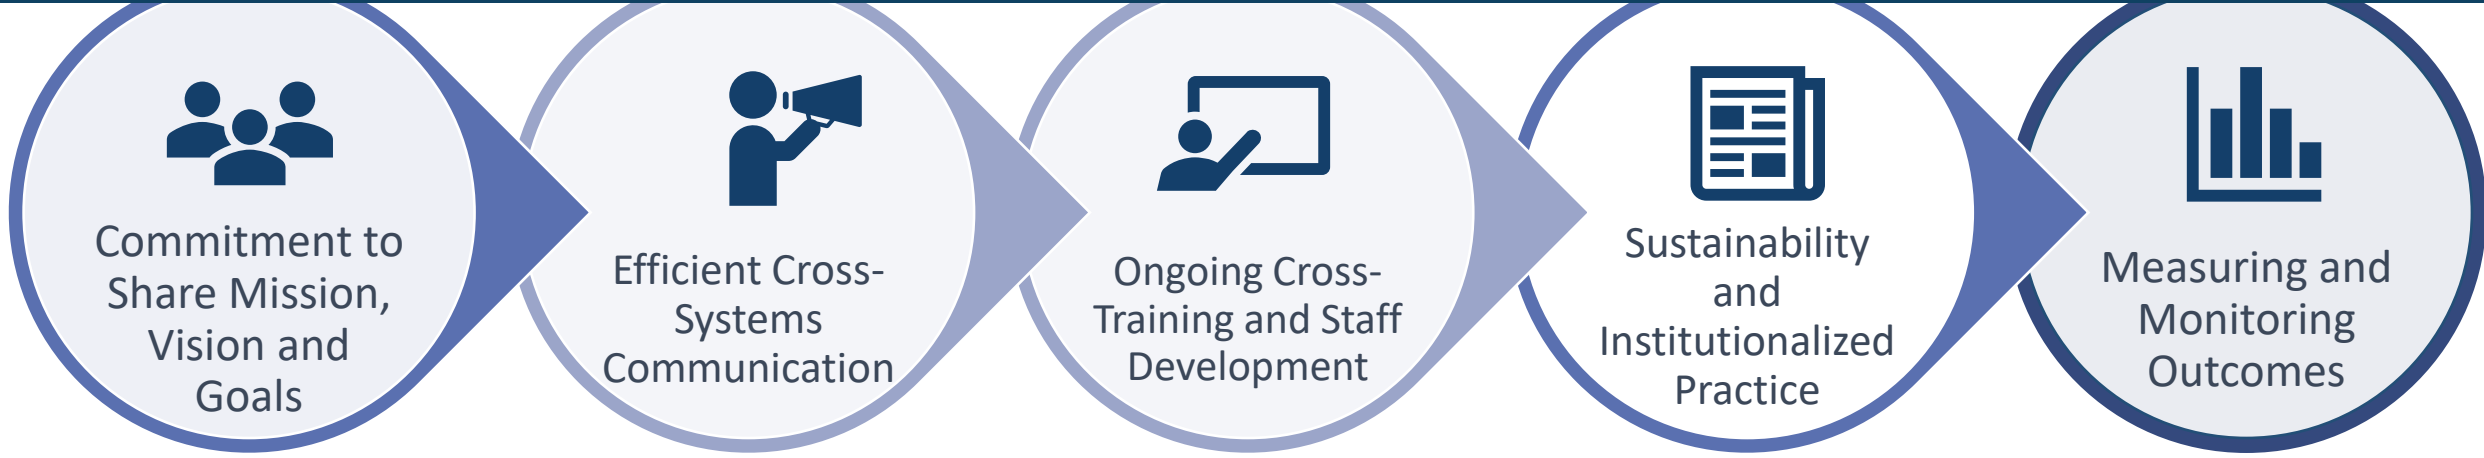 Commitment to
Share Mission,
Vision and
Goals
Efficient Cross-
Systems
Communication
Ongoing Cross-
Training and Staff
Development
Sustainability
and
Institutionalized
Practice
Measuring and
Monitoring
Outcomes